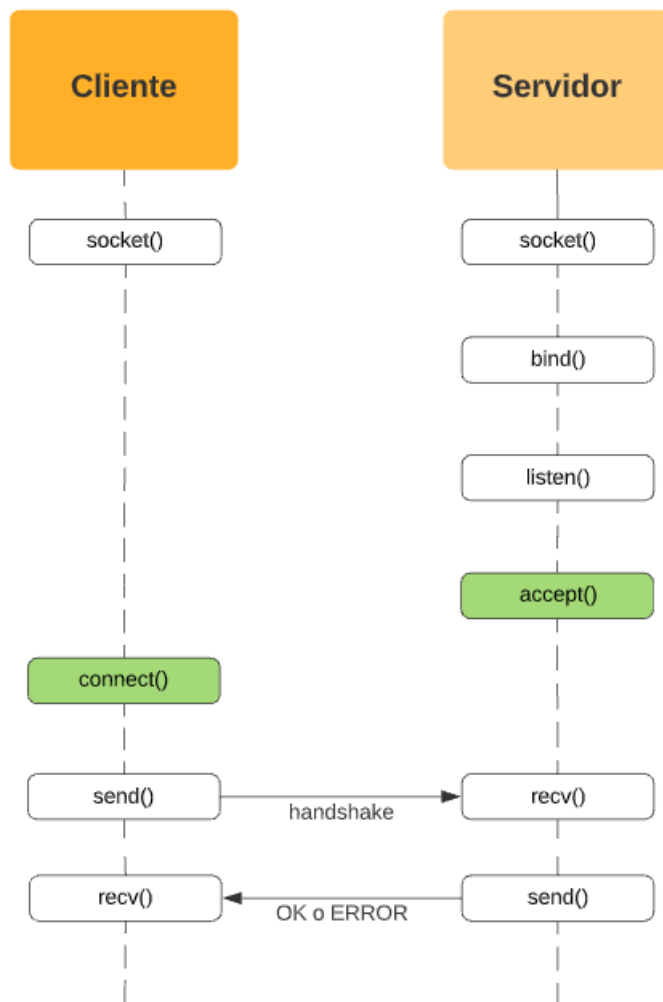 Cliente
Servidor
socket()
socket()
bind()
listen()
accept()
connect()
send()
handshake
recv()
recv()
OK o ERROR
send()